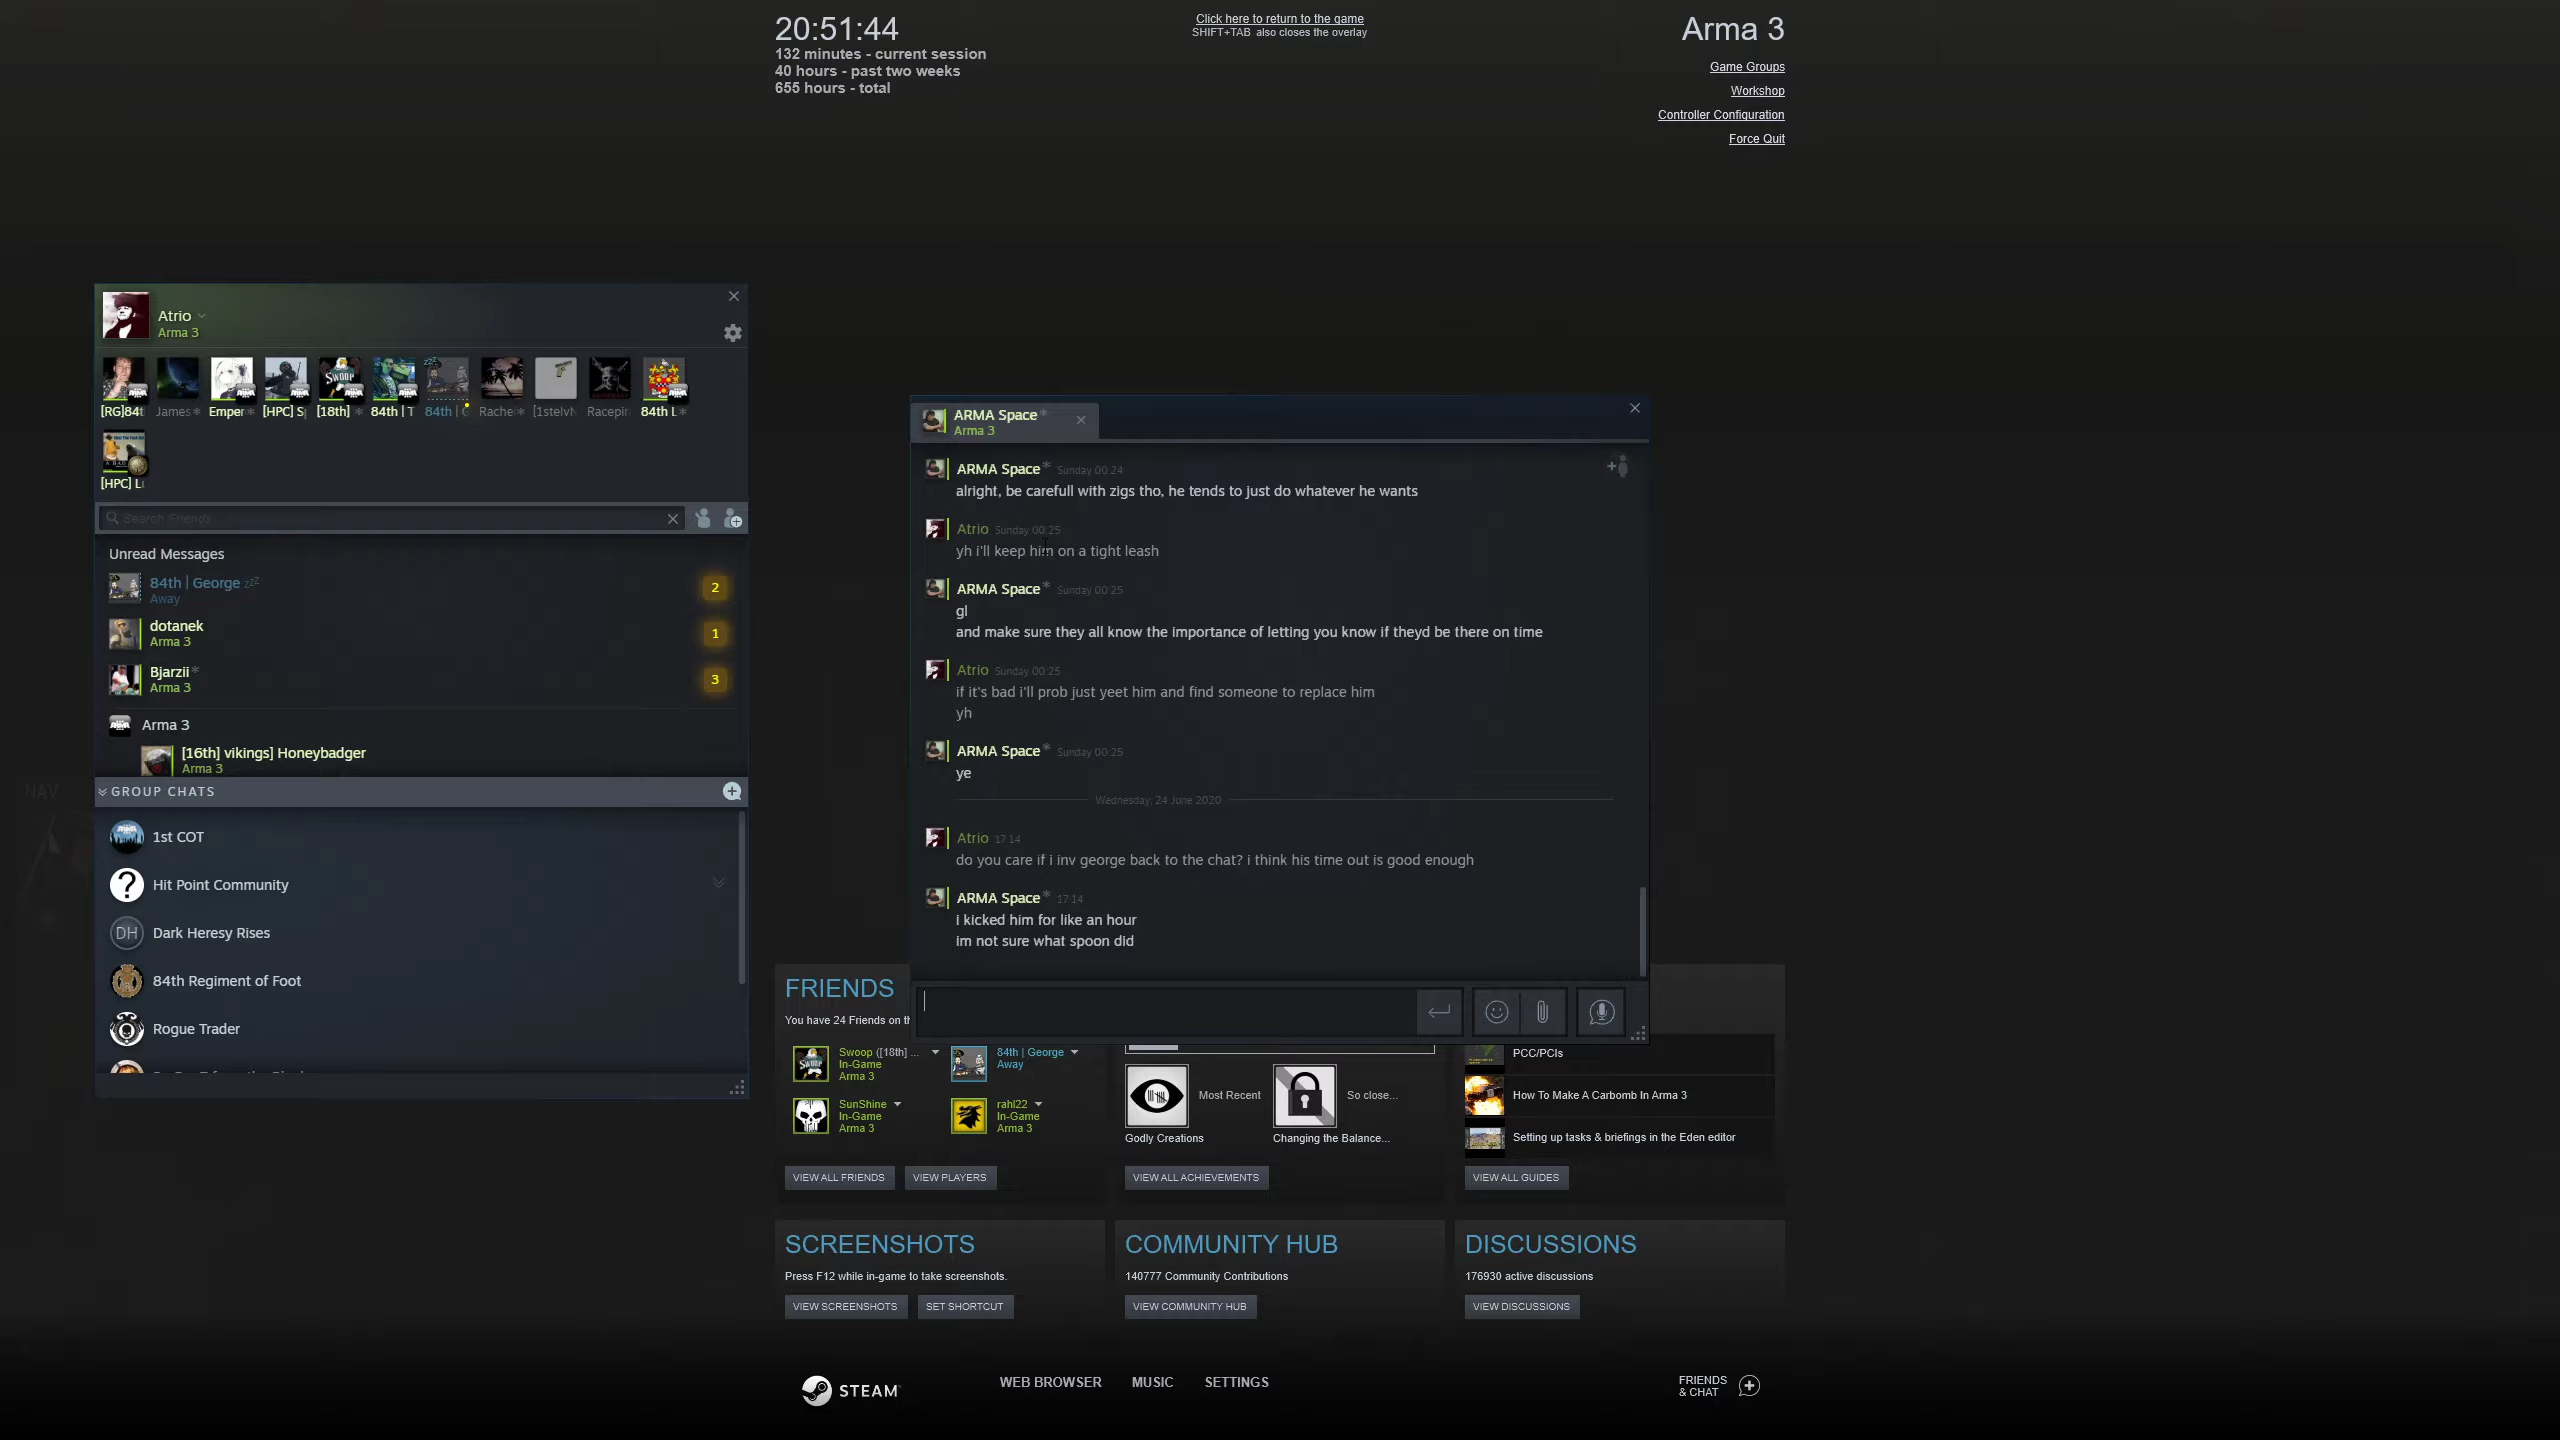 20:51:44
132 minutes - current session
40 hours - past two weeks
655 hours - total
Click here to return to the game
SHIFT+TAB also closes the overlay
Arma 3
Game Groups
Workshop
Controller Configuration
Force Quit
Atrio
Arma 3
[RG]84t
James*
Emper*
[HPC] S
[18th] *
84th | T
84th | G
Rachel*
[1stelv
Racepir
84th L*
[HPC] L
Search Friends
Unread Messages
84th | George zzZ
Away
2
dotanek
Arma 3
1
Bjarzii*
Arma 3
3
Arma 3
[16th] vikings] Honeybadger
Arma 3
GROUP CHATS
1st COT
Hit Point Community
DH Dark Heresy Rises
84th Regiment of Foot
Rogue Trader
NAV
ARMA Space*
Arma 3
ARMA Space* Sunday 00:24
alright, be carefull with zigs tho, he tends to just do whatever he wants
Atrio Sunday 00:25
yh i'll keep him on a tight leash
ARMA Space* Sunday 00:25
gl
and make sure they all know the importance of letting you know if theyd be there on time
Atrio Sunday 00:25
if it's bad i'll prob just yeet him and find someone to replace him
yh
ARMA Space* Sunday 00:25
ye
Wednesday, 24 June 2020
Atrio 17:14
do you care if i inv george back to the chat? i think his time out is good enough
ARMA Space* 17:14
i kicked him for like an hour
im not sure what spoon did
FRIENDS
You have 24 Friends on th
Swoop ([18th] ...
In-Game
Arma 3
84th | George
Away
SunShine
In-Game
Arma 3
rahl22
In-Game
Arma 3
VIEW ALL FRIENDS
VIEW PLAYERS
Most Recent
Godly Creations
So close...
Changing the Balance...
VIEW ALL ACHIEVEMENTS
PCC/PCIs
How To Make A Carbomb In Arma 3
Setting up tasks & briefings in the Eden editor
VIEW ALL GUIDES
SCREENSHOTS
Press F12 while in-game to take screenshots.
VIEW SCREENSHOTS
SET SHORTCUT
COMMUNITY HUB
140777 Community Contributions
VIEW COMMUNITY HUB
DISCUSSIONS
176930 active discussions
VIEW DISCUSSIONS
STEAM
WEB BROWSER
MUSIC
SETTINGS
FRIENDS
& CHAT